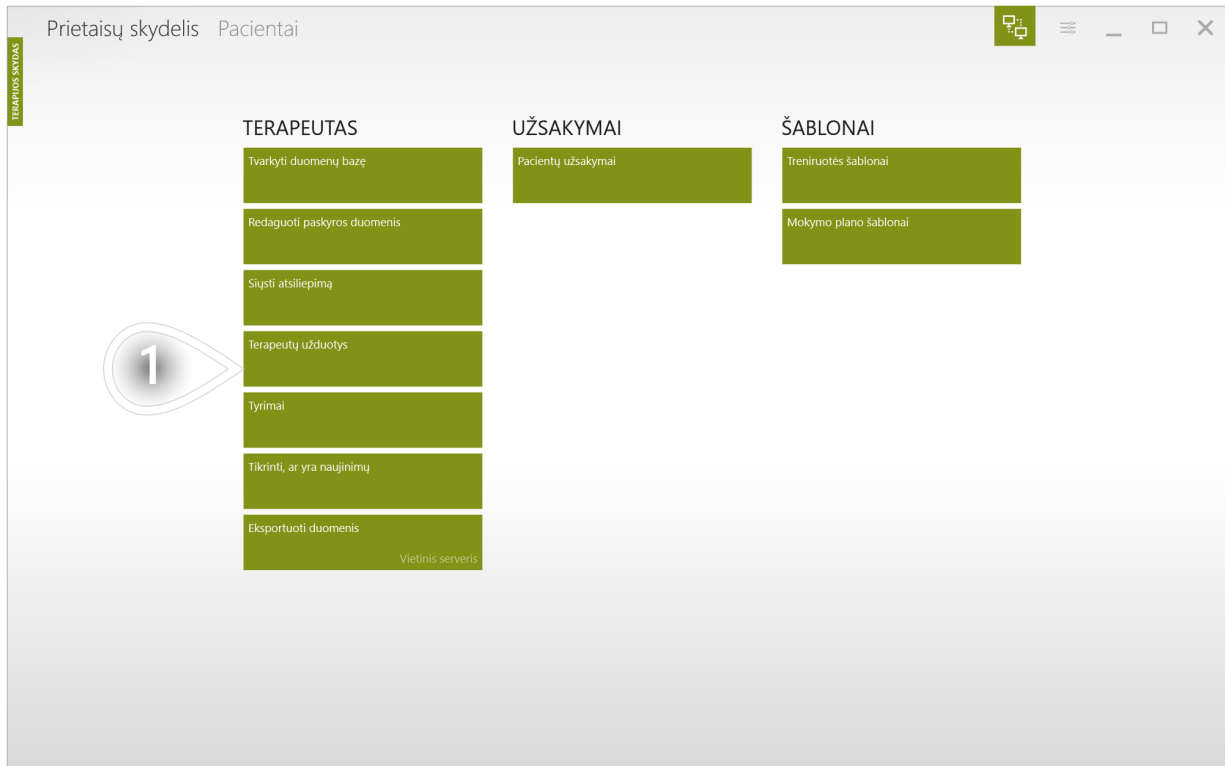 Prietaisų skydelis Pacientai
TERAPIJOS SKYDAS
TERAPEUTAS
Tvarkyti duomenų bazę
Redaguoti paskyros duomenis
Siųsti atsiliepimą
Terapeutų užduotys
Tyrimai
Tikrinti, ar yra naujinimų
Eksportuoti duomenis
Vietinis serveris
1
UŽSAKYMAI
Pacientų užsakymai
ŠABLONAI
Treniruotės šablonai
Mokymo plano šablonai